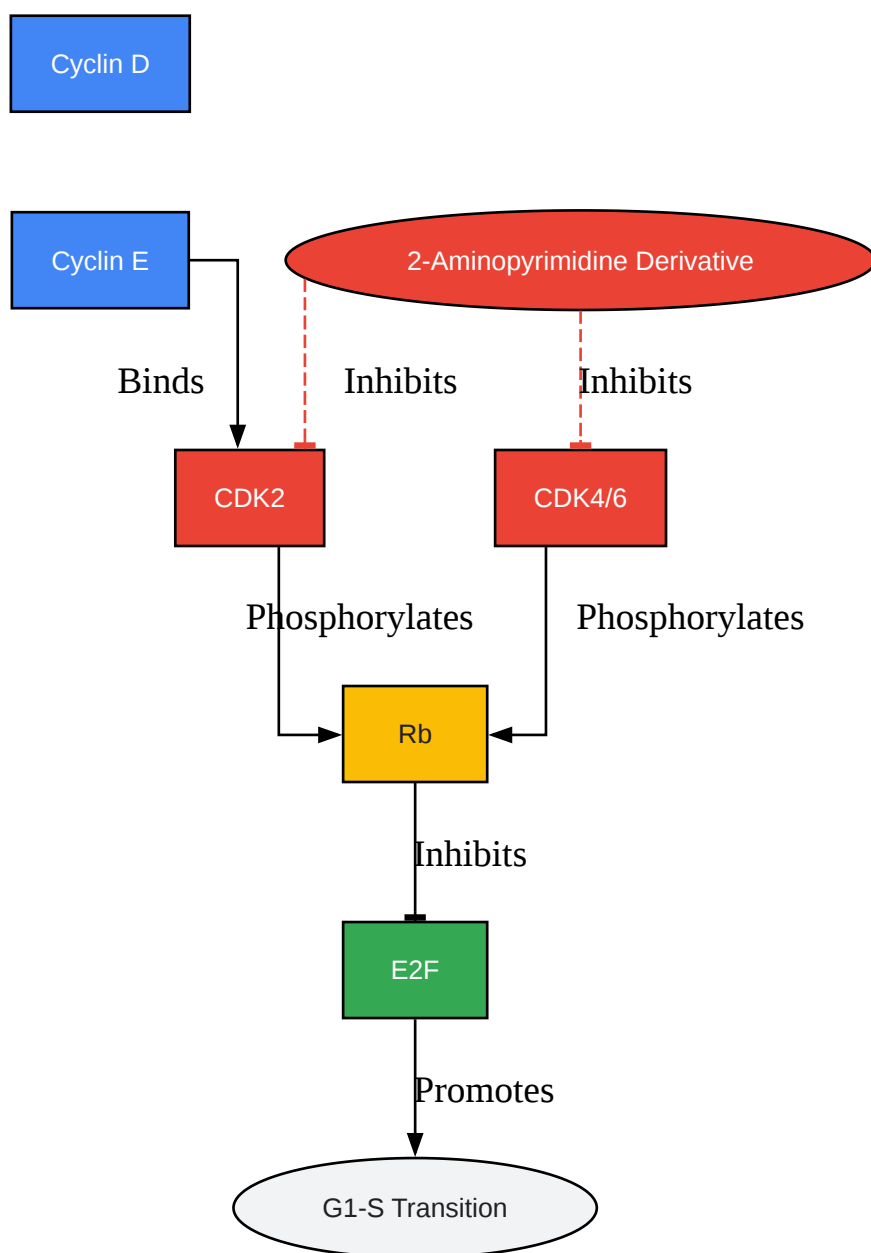 Cyclin D
Cyclin E
2-Aminopyrimidine Derivative
Binds
Inhibits
Inhibits
CDK2
CDK4/6
Phosphorylates
Phosphorylates
Rb
Inhibits
E2F
Promotes
G1-S Transition